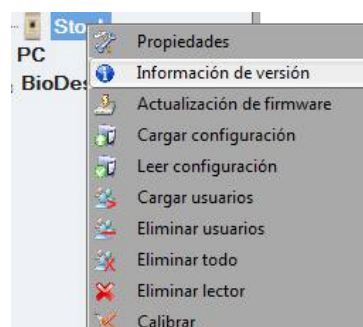 Sto
PC
BioDes
Propiedades
Información de versión
Actualización de firmware
Cargar configuración
Leer configuración
Cargar usuarios
Eliminar usuarios
Eliminar todo
Eliminar lector
Calibrar